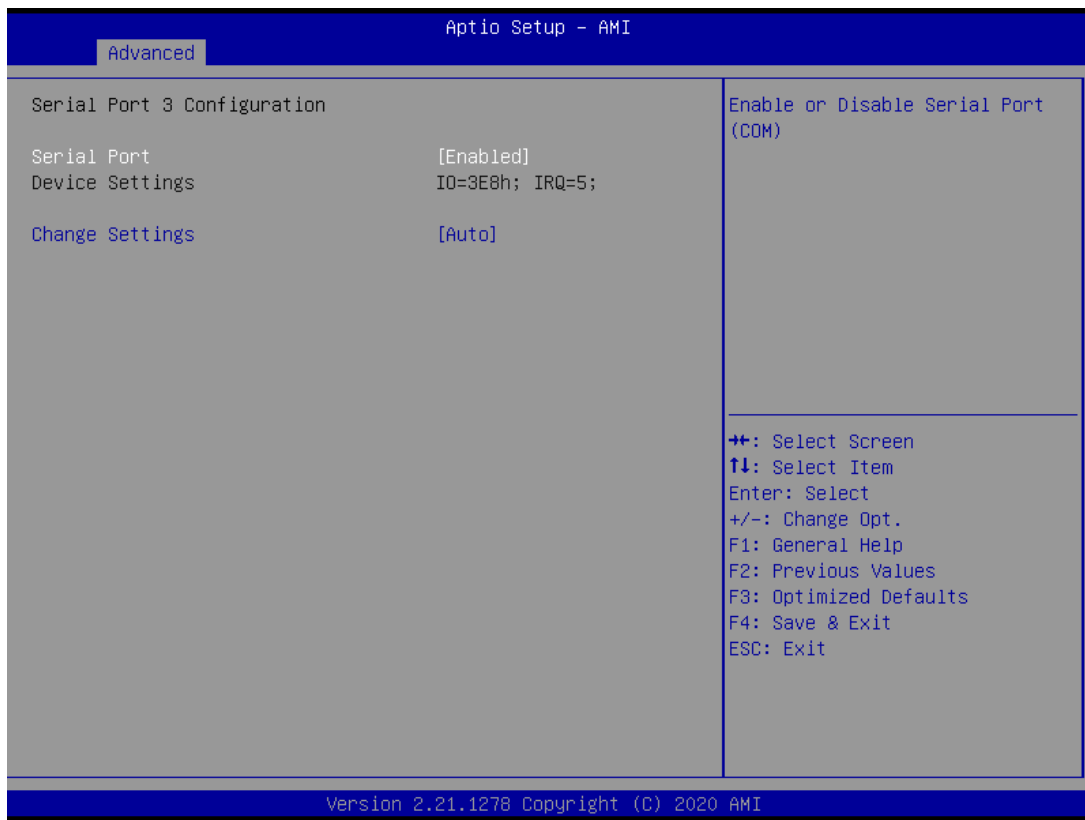 Aptio Setup – AMI
Advanced
Serial Port 3 Configuration
Serial Port [Enabled]
Device Settings IO=3E8h; IRQ=5;
Change Settings [Auto]
Enable or Disable Serial Port
(COM)
→←: Select Screen
↑↓: Select Item
Enter: Select
+/-: Change Opt.
F1: General Help
F2: Previous Values
F3: Optimized Defaults
F4: Save & Exit
ESC: Exit
Version 2.21.1278 Copyright (C) 2020 AMI